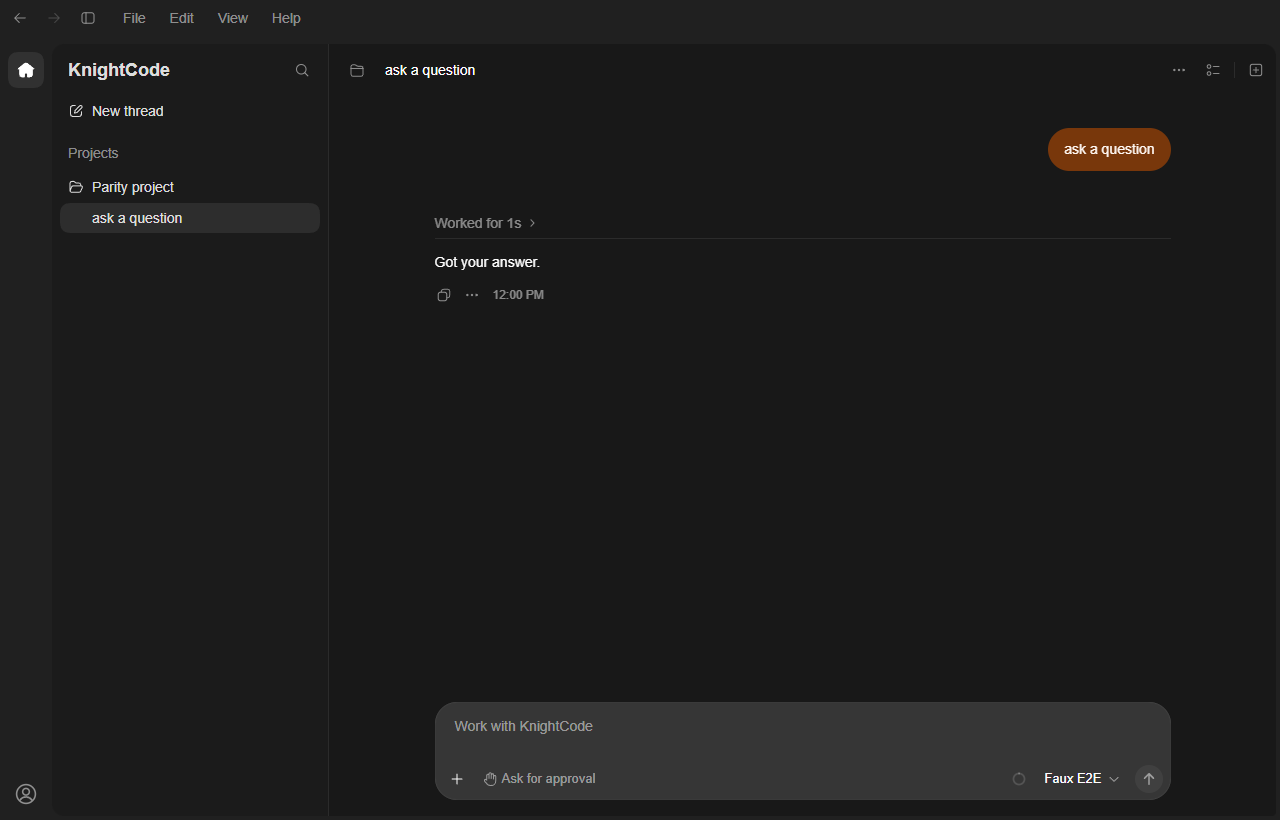 File Edit View Help
KnightCode
New thread
Projects
Parity project
ask a question
ask a question
ask a question
Worked for 1s
Got your answer.
12:00 PM
Work with KnightCode
Ask for approval
Faux E2E